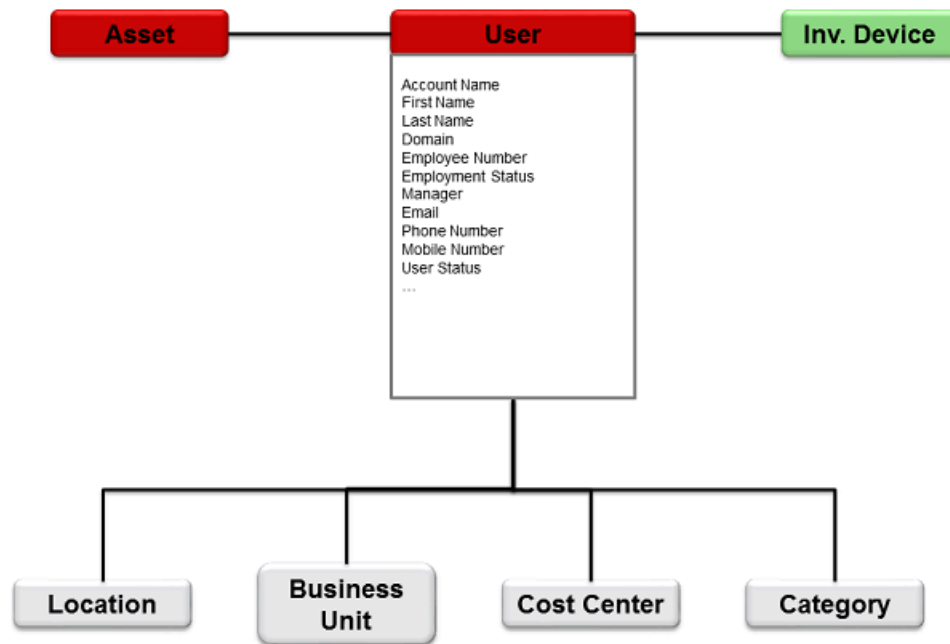 Asset
User
Inv. Device
Account Name
First Name
Last Name
Domain
Employee Number
Employment Status
Manager
Email
Phone Number
Mobile Number
User Status
...
Location
Business
Unit
Cost Center
Category